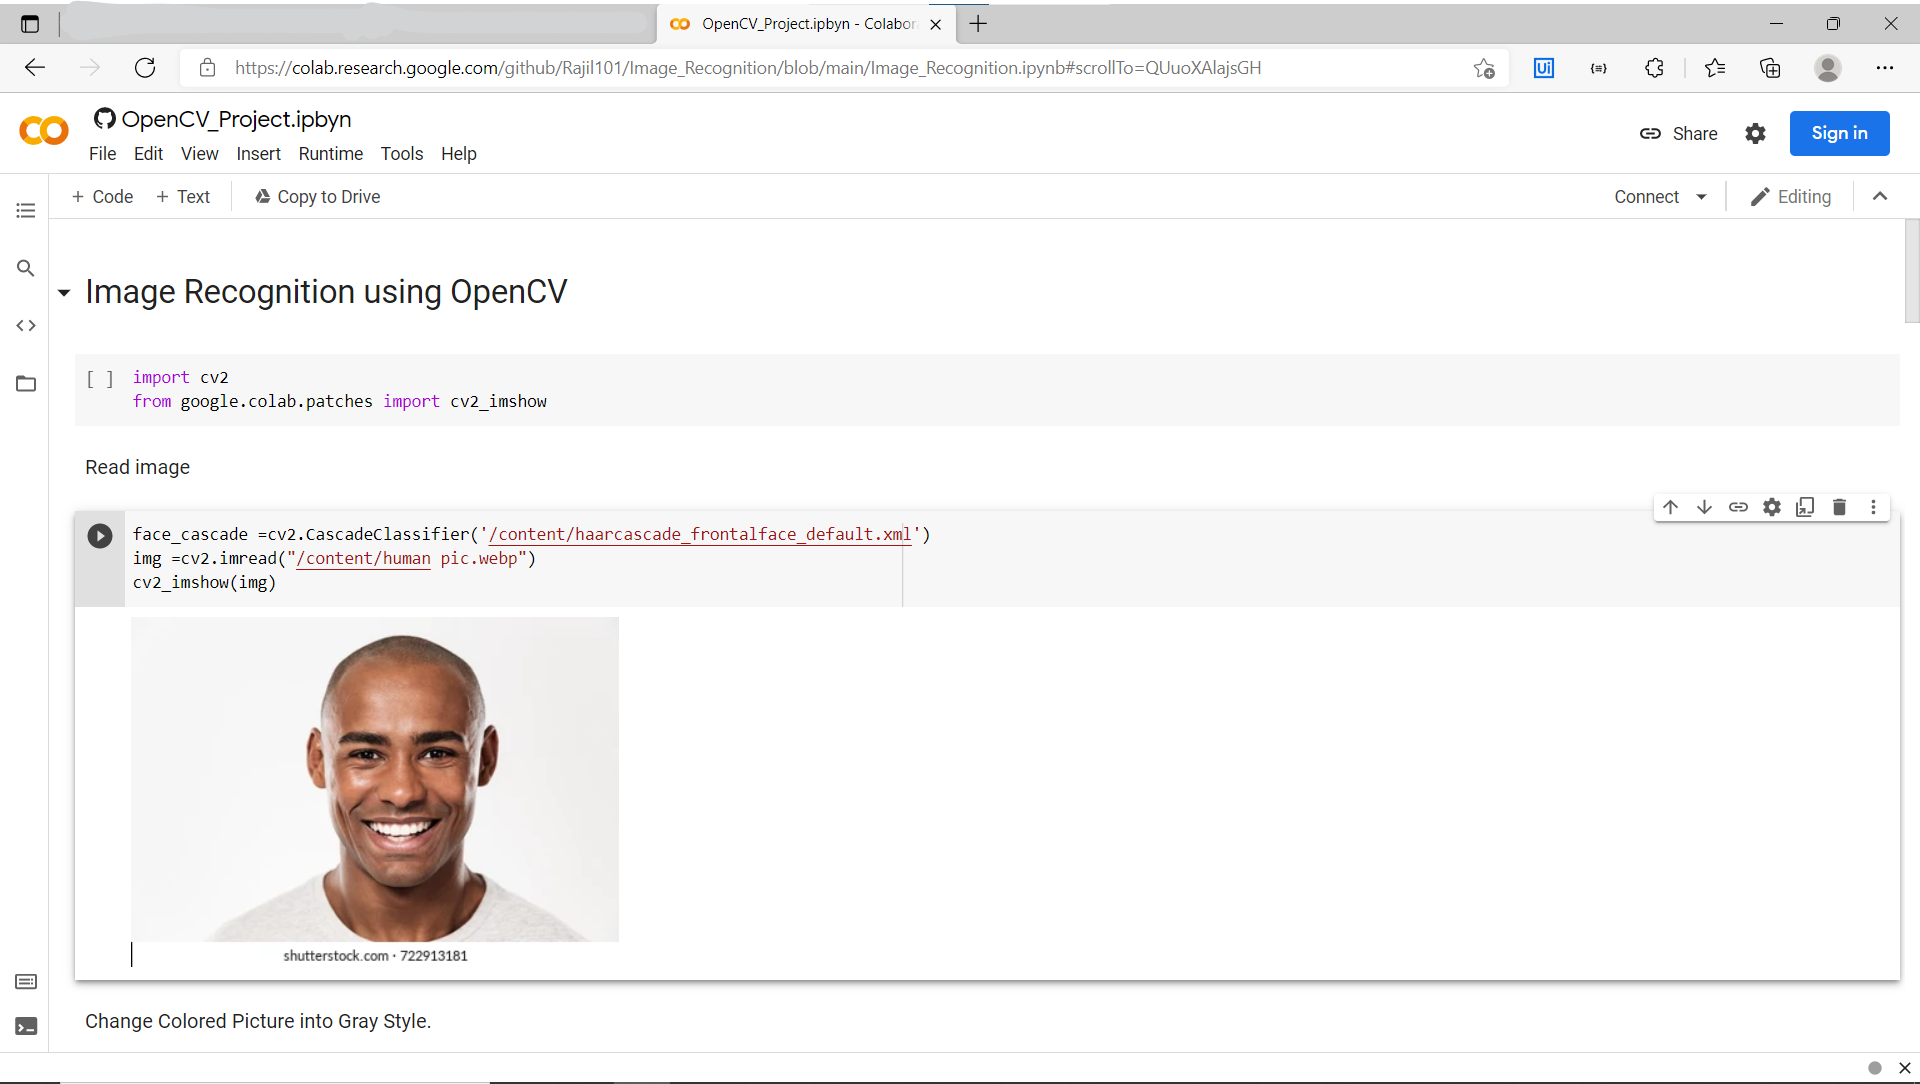 OpenCV_Project.ipbyn - Colabor
https://colab.research.google.com/github/Rajil101/Image_Recognition/blob/main/Image_Recognition.ipynb#scrollTo=QUuoXAlajsGH
Ui
OpenCV_Project.ipbyn
File Edit View Insert Runtime Tools Help
Share
Sign in
+ Code + Text Copy to Drive
Connect
Editing
Image Recognition using OpenCV
[ ] import cv2
from google.colab.patches import cv2_imshow
Read image
face_cascade =cv2.CascadeClassifier('/content/haarcascade_frontalface_default.xml')
img =cv2.imread("/content/human pic.webp")
cv2_imshow(img)
shutterstock.com · 722913181
Change Colored Picture into Gray Style.